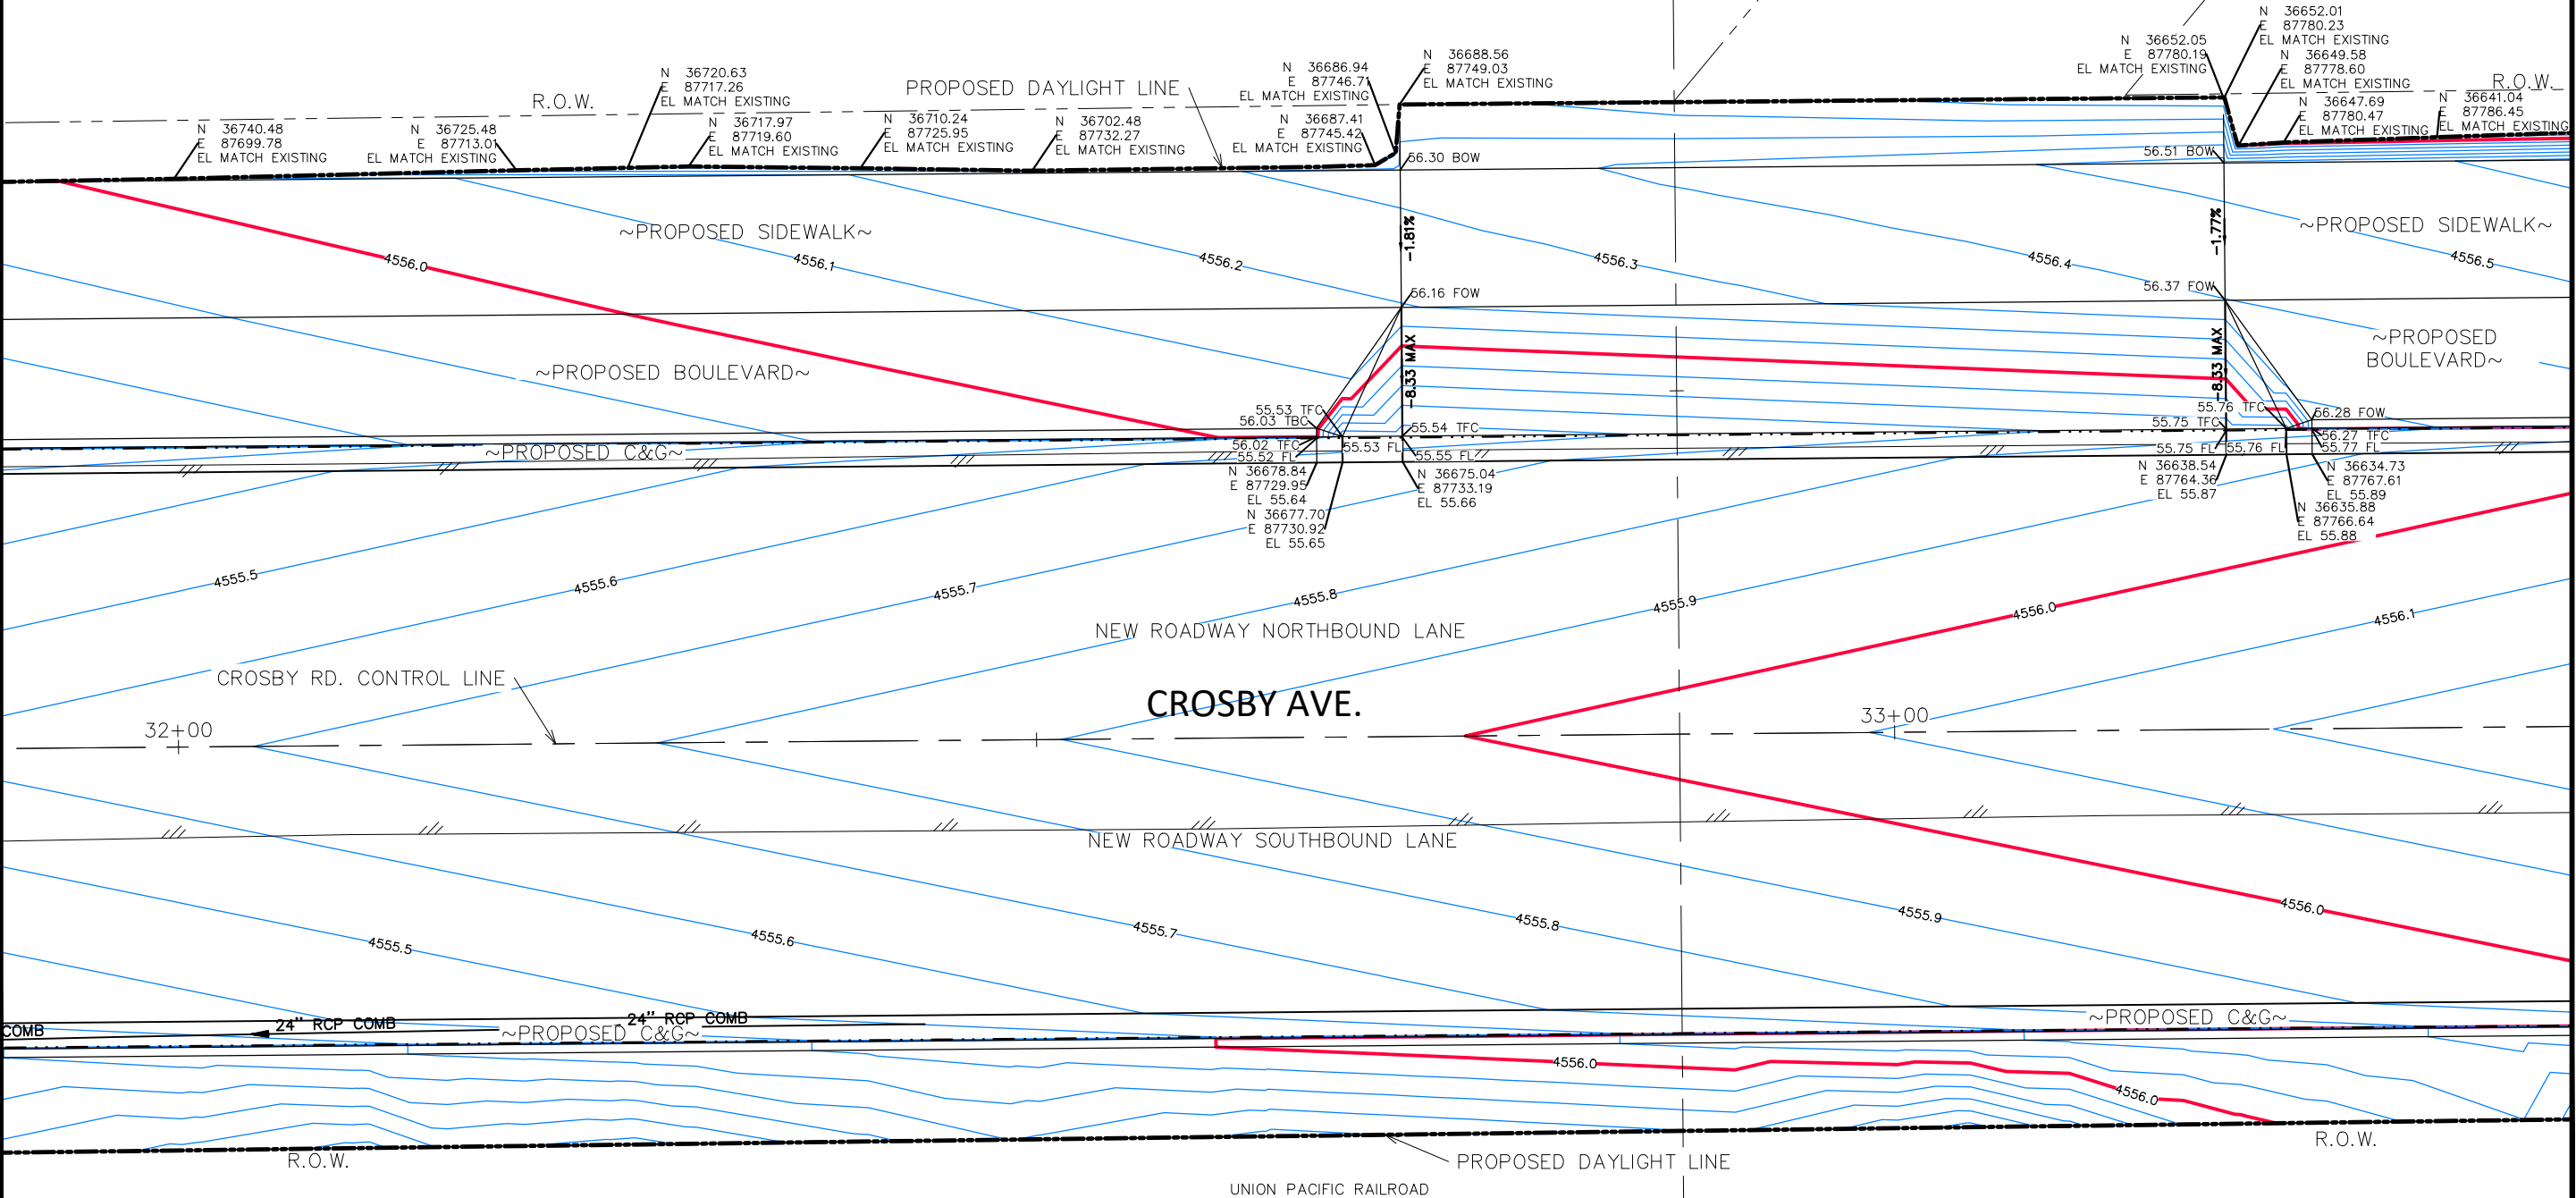 N 36652.01
E 87780.23
EL MATCH EXISTING
N 36652.05
E 87780.19
EL MATCH EXISTING
N 36649.58
E 87778.60
EL MATCH EXISTING
N 36688.56
E 87749.03
EL MATCH EXISTING
N 36686.94
E 87746.71
EL MATCH EXISTING
N 36720.63
E 87717.26
EL MATCH EXISTING
PROPOSED DAYLIGHT LINE
R.O.W.
R.O.W.
N 36647.69
E 87780.47
EL MATCH EXISTING
N 36641.04
E 87786.45
EL MATCH EXISTING
N 36740.48
E 87699.78
EL MATCH EXISTING
N 36725.48
E 87713.01
EL MATCH EXISTING
N 36717.97
E 87719.60
EL MATCH EXISTING
N 36710.24
E 87725.95
EL MATCH EXISTING
N 36702.48
E 87732.27
EL MATCH EXISTING
N 36687.41
E 87745.42
EL MATCH EXISTING
56.30 BOW
56.51 BOW
~PROPOSED SIDEWALK~
~PROPOSED SIDEWALK~
-1.81%
-1.77%
4556.0
4556.1
4556.2
4556.3
4556.4
4556.5
56.16 FOW
56.37 FOW
~PROPOSED BOULEVARD~
~PROPOSED
BOULEVARD~
-8.33 MAX
-8.33 MAX
55.53 TFC
56.03 TBC
56.02 TFC
55.52 FL
55.53 FL
55.54 TFC
55.55 FL
55.76 TFC
55.75 TFC
55.75 FL
55.76 FL
56.28 FOW
56.27 TFC
55.77 FL
~PROPOSED C&G~
N 36678.84
E 87729.95
EL 55.64
N 36677.70
E 87730.92
EL 55.65
N 36675.04
E 87733.19
EL 55.66
N 36638.54
E 87764.36
EL 55.87
N 36634.73
E 87767.61
EL 55.89
N 36635.88
E 87766.64
EL 55.88
4555.5
4555.6
4555.7
4555.8
4555.9
4556.0
4556.1
NEW ROADWAY NORTHBOUND LANE
CROSBY RD. CONTROL LINE
CROSBY AVE.
32+00
33+00
NEW ROADWAY SOUTHBOUND LANE
4555.5
4555.6
4555.7
4555.8
4555.9
4556.0
COMB
24" RCP COMB
24" RCP COMB
~PROPOSED C&G~
~PROPOSED C&G~
4556.0
4556.0
R.O.W.
R.O.W.
PROPOSED DAYLIGHT LINE
UNION PACIFIC RAILROAD